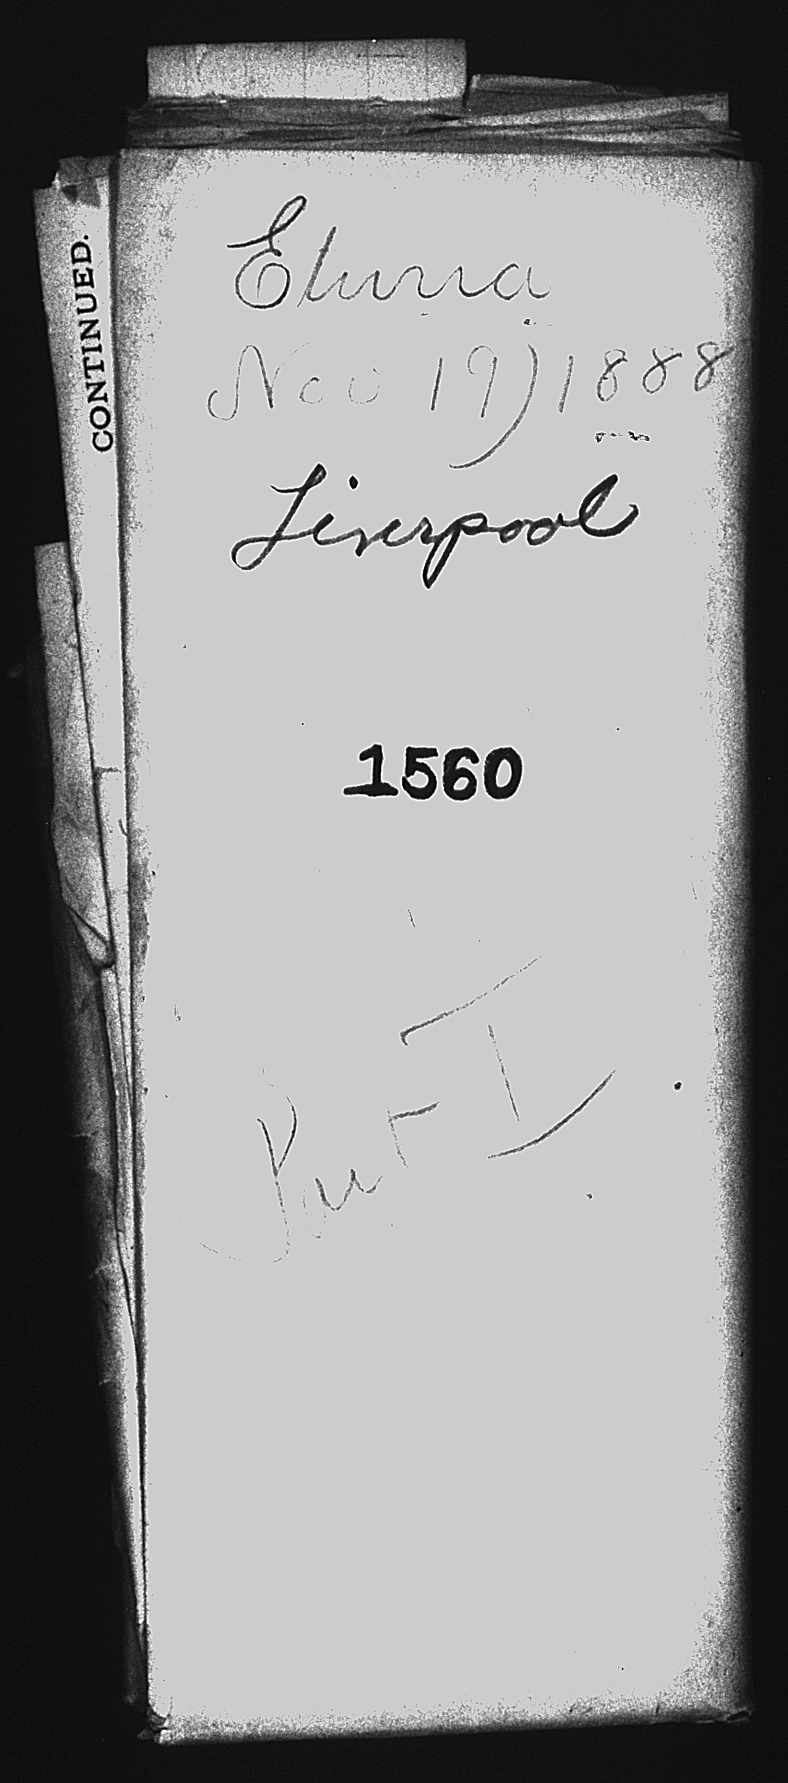 CONTINUED.
Etruria
Nov 19) 1888
Liverpool
1560
Part I